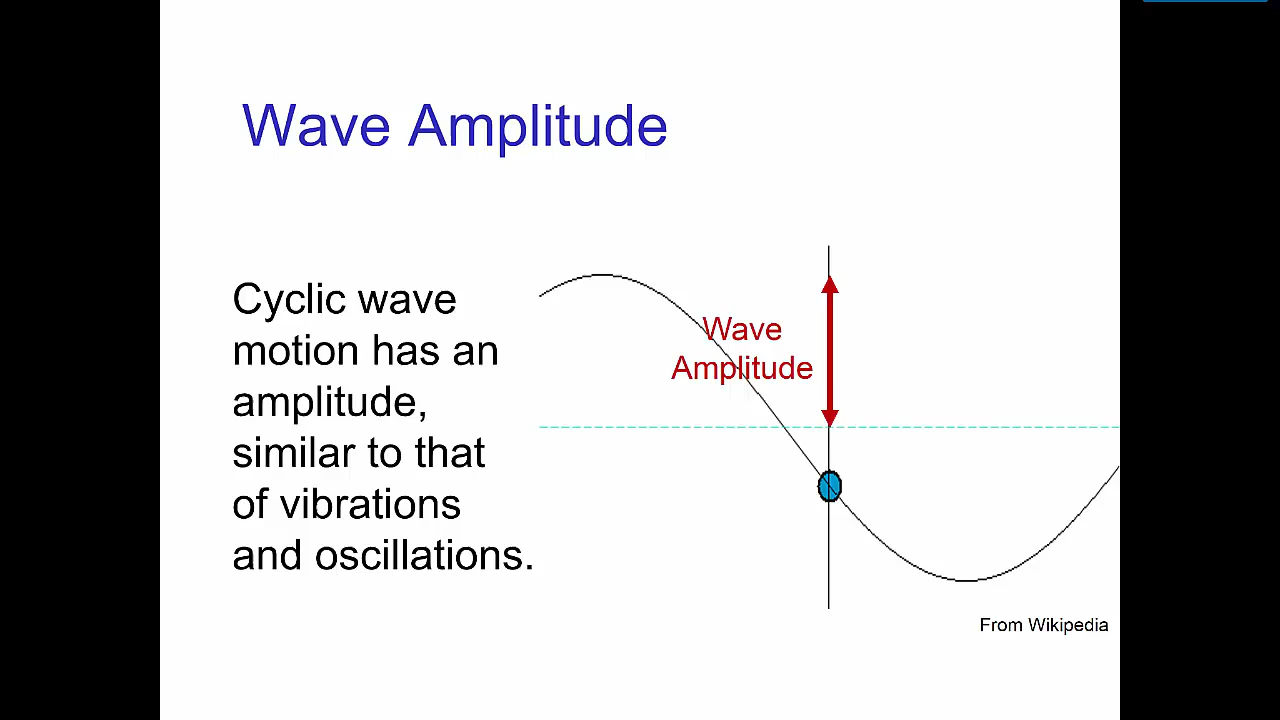 Wave Amplitude
Cyclic wave
motion has an
amplitude,
similar to that
of vibrations
and oscillations.
Wave
Amplitude
From Wikipedia